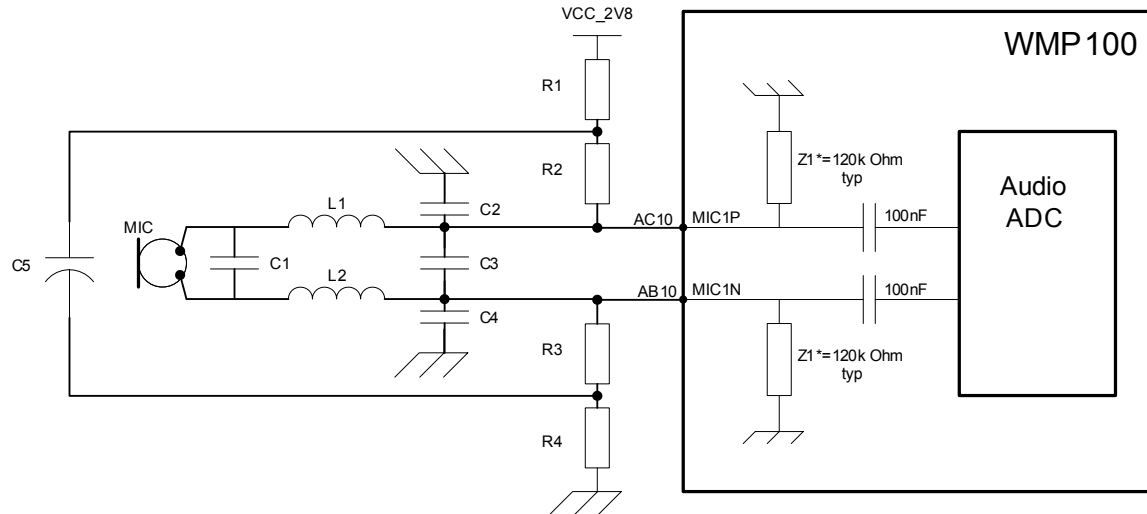 VCC_2V8
WMP100
R1
R2
Z1*=120k Ohm
typ
Audio
ADC
L1
C2
AC10
MIC1P
100nF
MIC
C5
C1
C3
L2
AB10
MIC1N
100nF
C4
R3
Z1*=120k Ohm
typ
R4